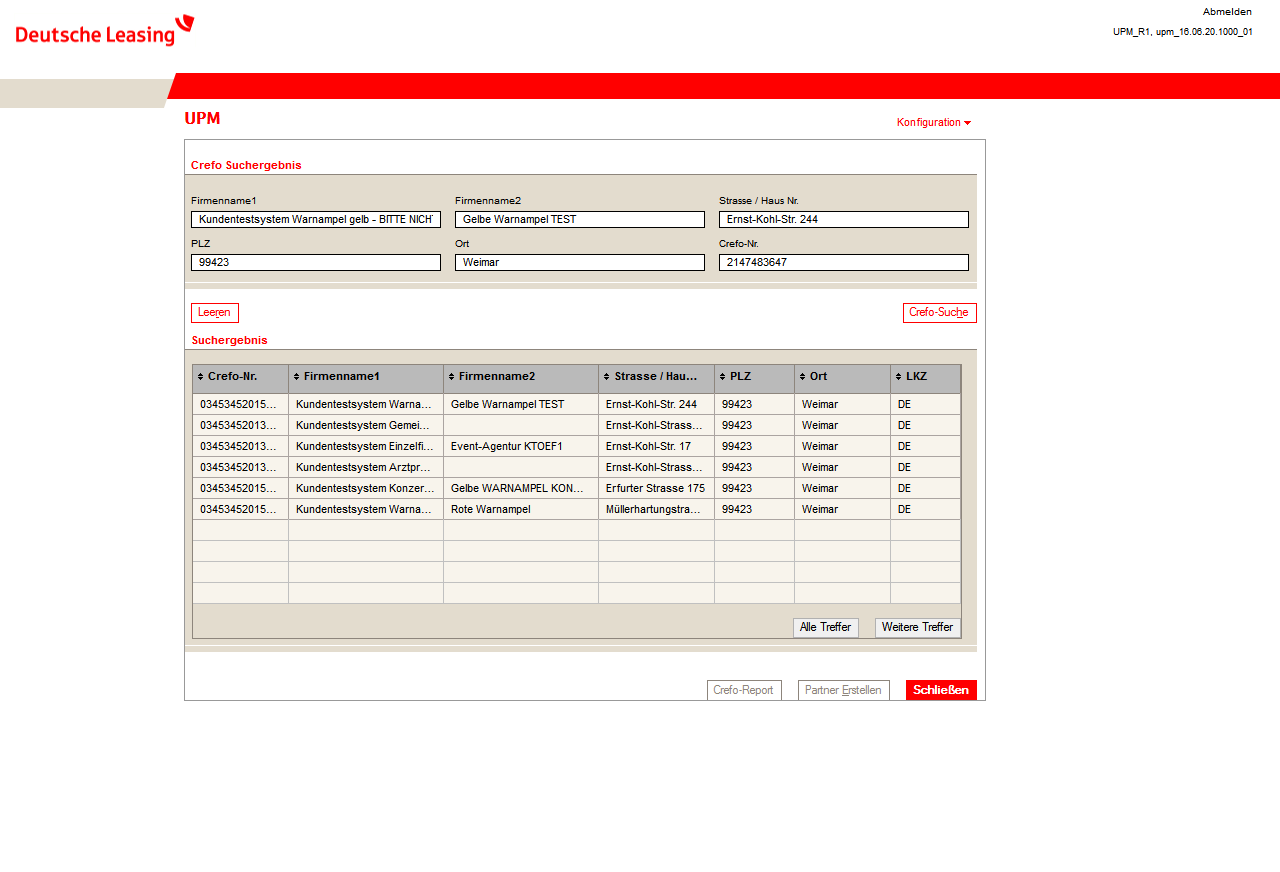 Deutsche Leasing
Abmelden
UPM_R1, upm_16.06.20.1000_01
UPM
Konfiguration
Crefo Suchergebnis
Firmenname1 Firmenname2 Strasse / Haus Nr.
Kundentestsystem Warnampel gelb - BITTE NICHT Gelbe Warnampel TEST Ernst-Kohl-Str. 244
PLZ Ort Crefo-Nr.
99423 Weimar 2147483647
Leeren Crefo-Suche
Suchergebnis
Crefo-Nr. Firmenname1 Firmenname2 Strasse / Hau... PLZ Ort LKZ
03453452015... Kundentestsystem Warna... Gelbe Warnampel TEST Ernst-Kohl-Str. 244 99423 Weimar DE
03453452013... Kundentestsystem Gemei... Ernst-Kohl-Strass... 99423 Weimar DE
03453452013... Kundentestsystem Einzelfi... Event-Agentur KTOEF1 Ernst-Kohl-Str. 17 99423 Weimar DE
03453452013... Kundentestsystem Arztpr... Ernst-Kohl-Strass... 99423 Weimar DE
03453452015... Kundentestsystem Konzer... Gelbe WARNAMPEL KON... Erfurter Strasse 175 99423 Weimar DE
03453452015... Kundentestsystem Warna... Rote Warnampel Müllerhartungstra... 99423 Weimar DE
Alle Treffer Weitere Treffer
Crefo-Report Partner Erstellen Schließen